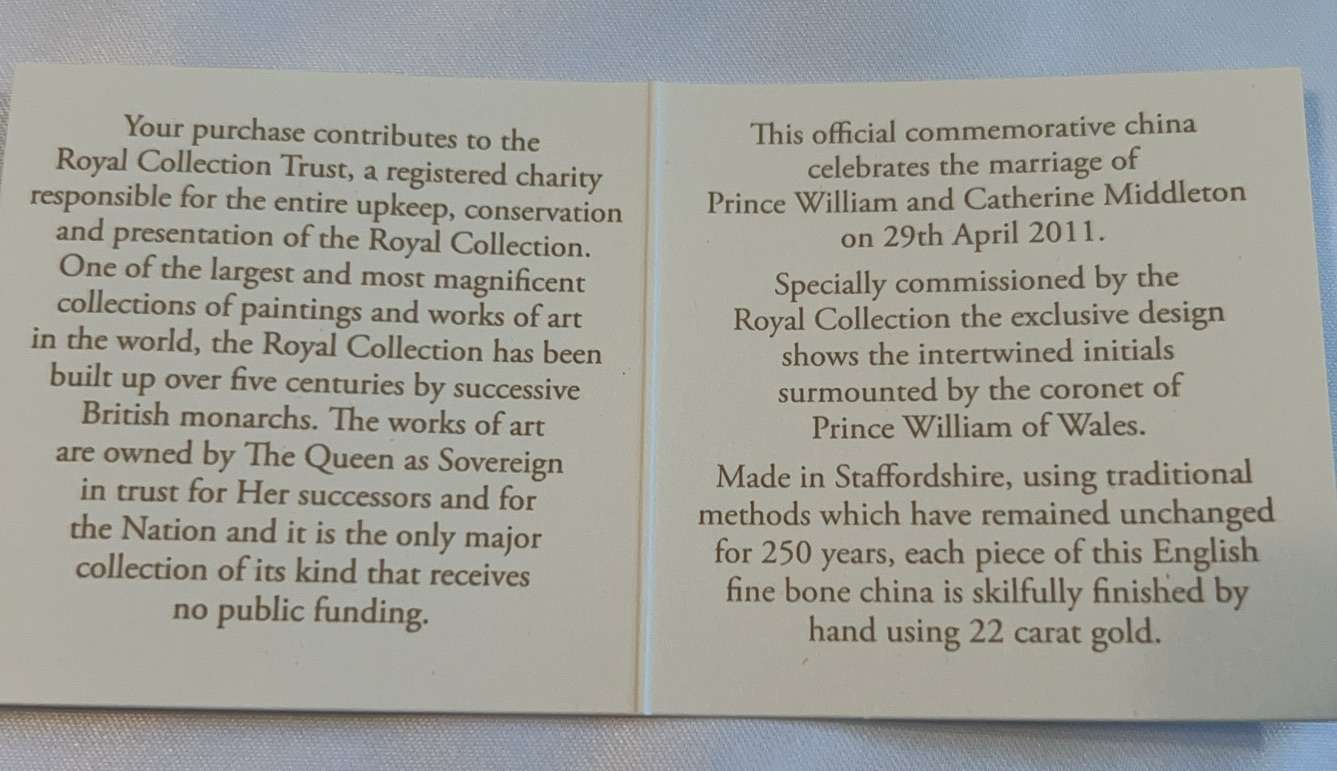 Your purchase contributes to the
Royal Collection Trust, a registered charity
responsible for the entire upkeep, conservation
and presentation of the Royal Collection.
One of the largest and most magnificent
collections of paintings and works of art
in the world, the Royal Collection has been
built up over five centuries by successive
British monarchs. The works of art
are owned by The Queen as Sovereign
in trust for Her successors and for
the Nation and it is the only major
collection of its kind that receives
no public funding.
This official commemorative china
celebrates the marriage of
Prince William and Catherine Middleton
on 29th April 2011.
Specially commissioned by the
Royal Collection the exclusive design
shows the intertwined initials
surmounted by the coronet of
Prince William of Wales.
Made in Staffordshire, using traditional
methods which have remained unchanged
for 250 years, each piece of this English
fine bone china is skilfully finished by
hand using 22 carat gold.